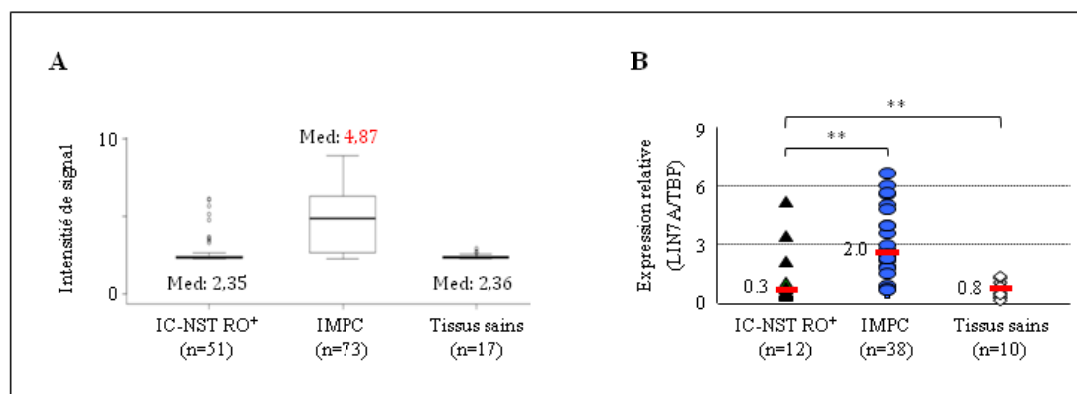 A
Intensitié de signal
10
0
Med: 4,87
Med: 2,35
Med: 2,36
IC-NST RO+
(n=51)
IMPC
(n=73)
Tissus sains
(n=17)
B
Expression relative
(LIN7A/TBP)
9
6
3
0
**
**
0.3
2.0
0.8
IC-NST RO+
(n=12)
IMPC
(n=38)
Tissus sains
(n=10)